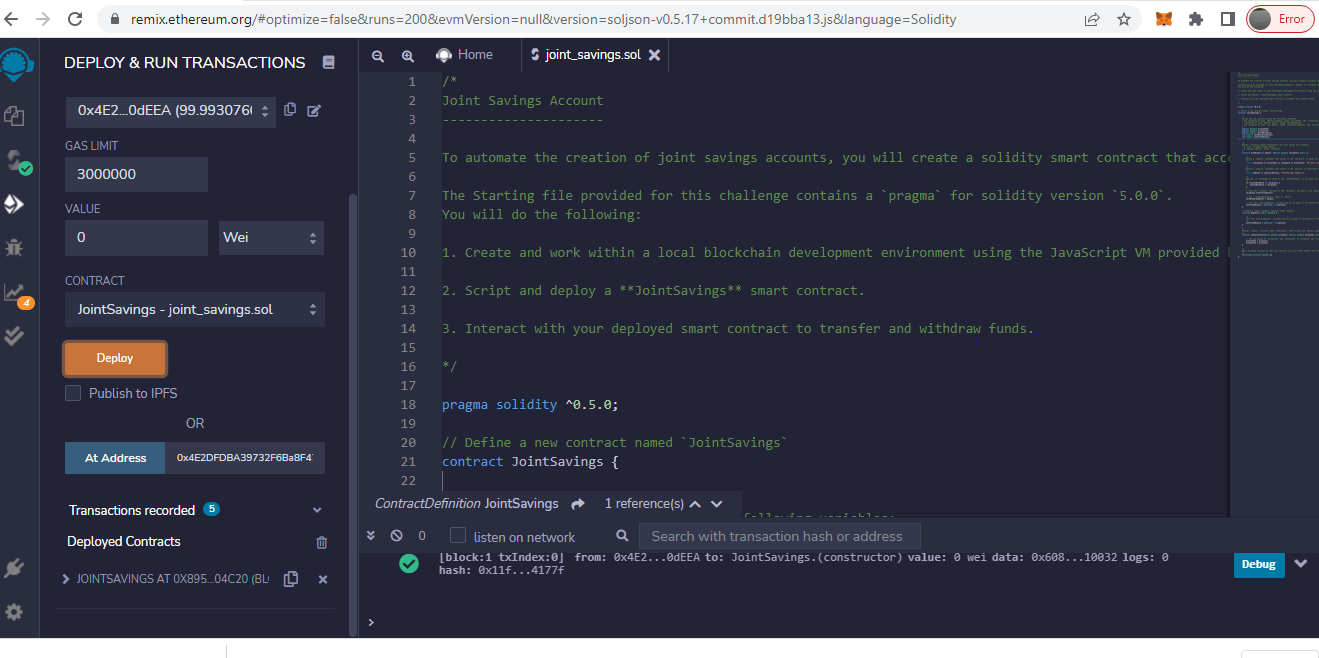 remix.ethereum.org/#optimize=false&runs=200&evmVersion=null&version=soljson-v0.5.17+commit.d19bba13.js&language=Solidity
Error
DEPLOY & RUN TRANSACTIONS
0x4E2...0dEEA (99.9930766
GAS LIMIT
3000000
VALUE
0
Wei
CONTRACT
JointSavings - joint_savings.sol
Deploy
Publish to IPFS
OR
At Address
0x4E2DFDBA39732F6Ba8F4
Transactions recorded 5
Deployed Contracts
JOINTSAVINGS AT 0X895...04C20 (BL
4
Home
joint_savings.sol
1 /*
2 Joint Savings Account
3 ---------------------
4
5 To automate the creation of joint savings accounts, you will create a solidity smart contract that acc
6
7 The Starting file provided for this challenge contains a `pragma` for solidity version `5.0.0`.
8 You will do the following:
9
10 1. Create and work within a local blockchain development environment using the JavaScript VM provided
11
12 2. Script and deploy a **JointSavings** smart contract.
13
14 3. Interact with your deployed smart contract to transfer and withdraw funds.
15
16 */
17
18 pragma solidity ^0.5.0;
19
20 // Define a new contract named `JointSavings`
21 contract JointSavings {
22
ContractDefinition JointSavings 1 reference(s)
following variables:
0
listen on network
Search with transaction hash or address
[block:1 txIndex:0] from: 0x4E2...0dEEA to: JointSavings.(constructor) value: 0 wei data: 0x608...10032 logs: 0
hash: 0x11f...4177f
Debug
>